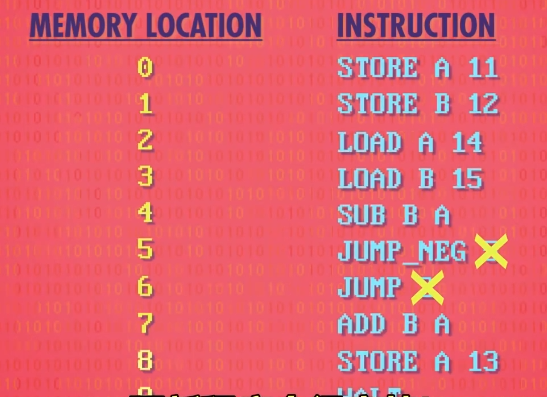 MEMORY LOCATION INSTRUCTION
0 STORE A 11
1 STORE B 12
2 LOAD A 14
3 LOAD B 15
4 SUB B A
5 JUMP_NEG
6 JUMP
7 ADD B A
8 STORE A 13
HALT